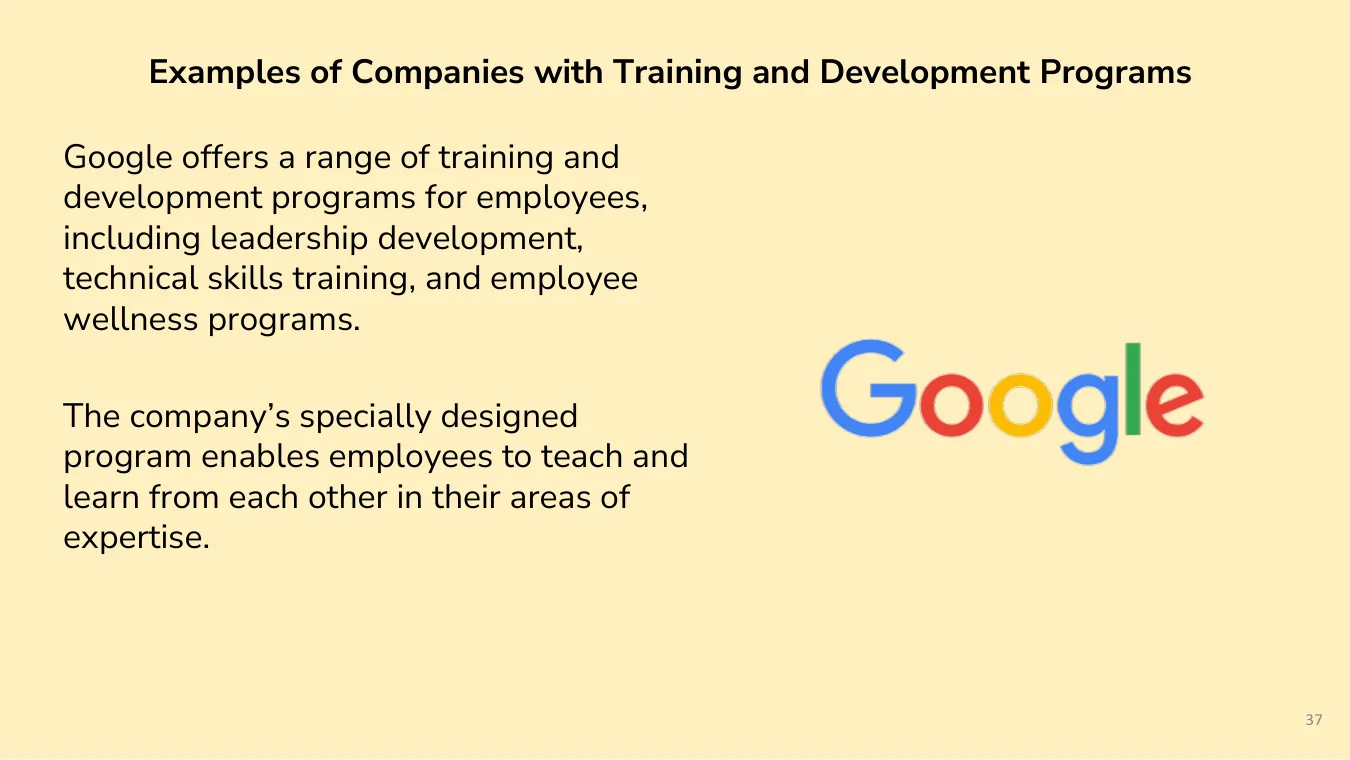 Examples of Companies with Training and Development Programs
Google offers a range of training and
development programs for employees,
including leadership development,
technical skills training, and employee
wellness programs.
The company’s specially designed
program enables employees to teach and
learn from each other in their areas of
expertise.
Google
37